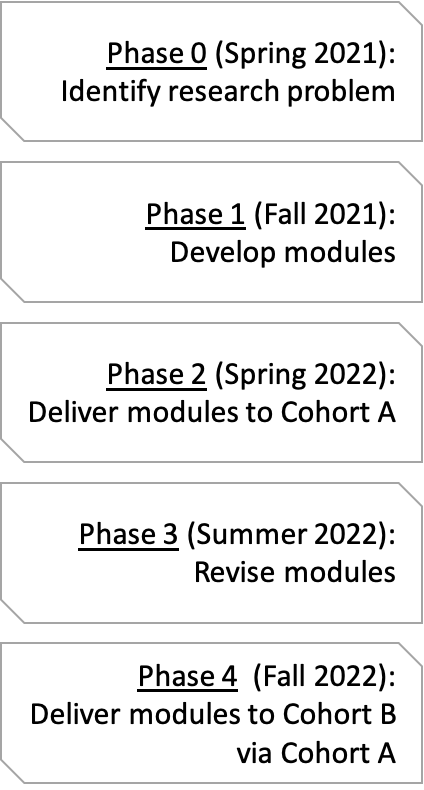 Phase 0 (Spring 2021):
Identify research problem
Phase 1 (Fall 2021):
Develop modules
Phase 2 (Spring 2022):
Deliver modules to Cohort A
Phase 3 (Summer 2022):
Revise modules
Phase 4  (Fall 2022):
Deliver modules to Cohort B
via Cohort A